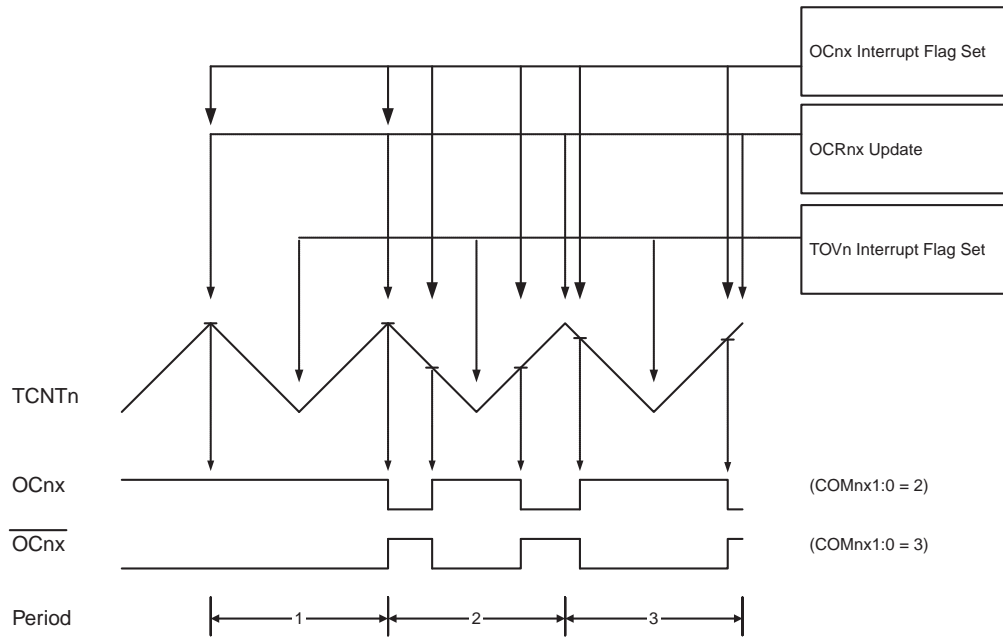 OCnx Interrupt Flag Set
OCRnx Update
TOVn Interrupt Flag Set
TCNTn
OCnx
(COMnx1:0 = 2)
OCnx
(COMnx1:0 = 3)
Period
1
2
3